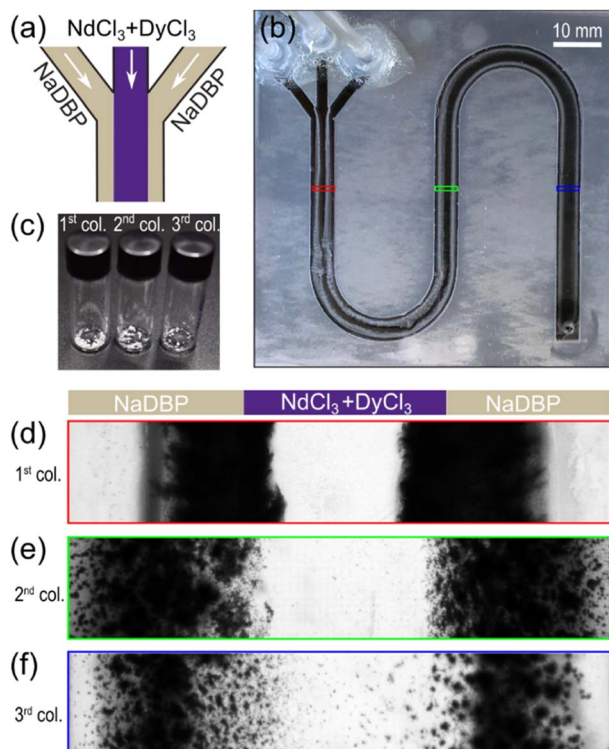 (a)
NdCl₃+DyCl₃
NaDBP
NaDBP
(b)
10 mm
(c)
1st col. 2nd col. 3rd col.
NaDBP NdCl₃+DyCl₃ NaDBP
(d)
1st col.
(e)
2nd col.
(f)
3rd col.